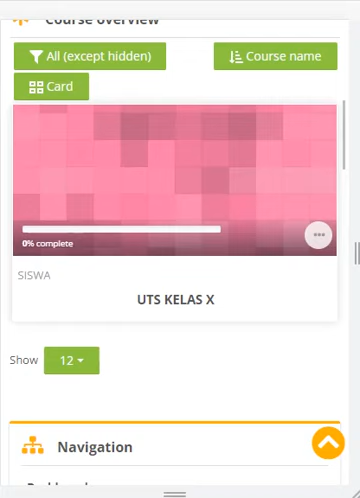 Course overview
All (except hidden)
Course name
Card
0% complete
SISWA
UTS KELAS X
Show 12
Navigation